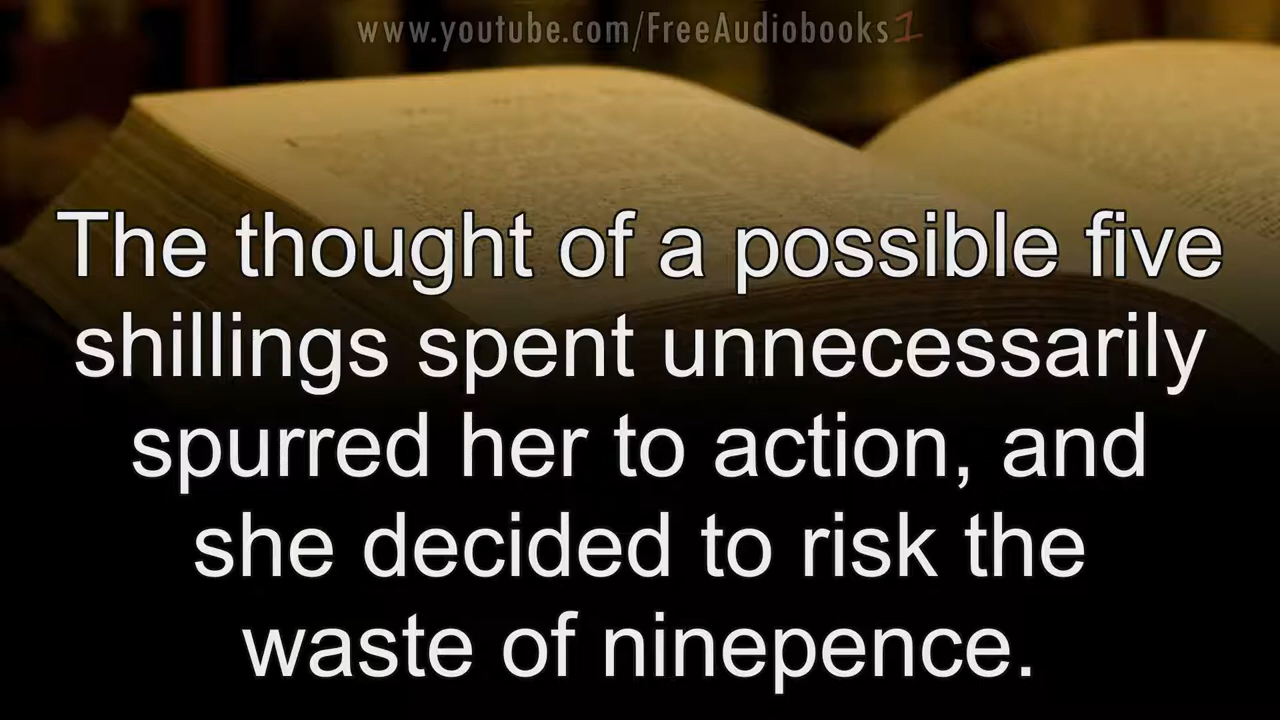 www.youtube.com/FreeAudiobooks1
The thought of a possible five
shillings spent unnecessarily
spurred her to action, and
she decided to risk the
waste of ninepence.